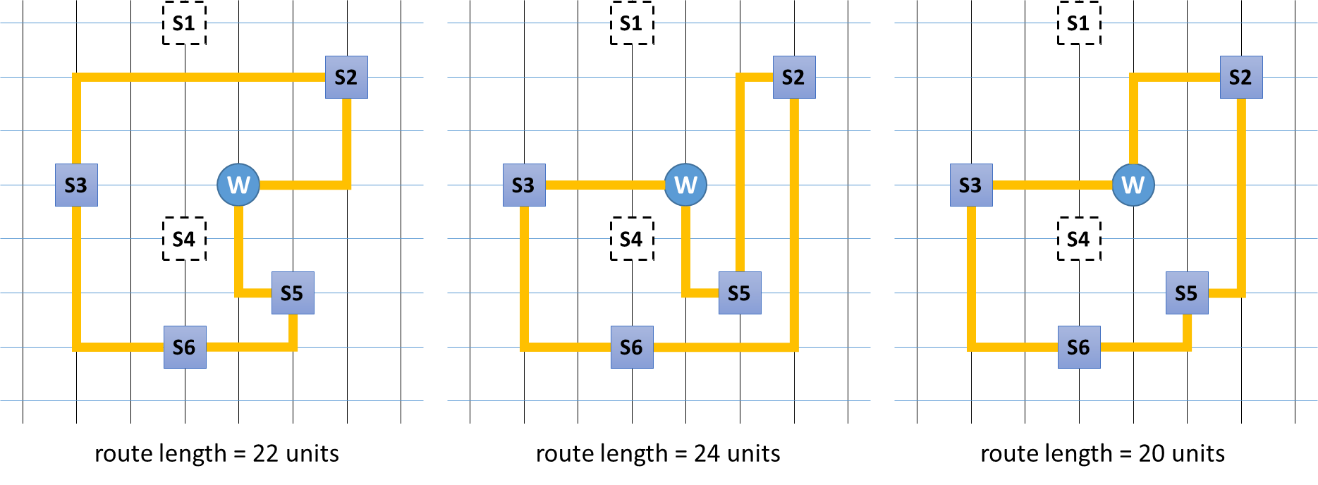 S1 S1 S1
S2 S2 S2
S3 W S3 W S3 W
S4 S4 S4
S5 S5 S5
S6 S6 S6
route length = 22 units route length = 24 units route length = 20 units